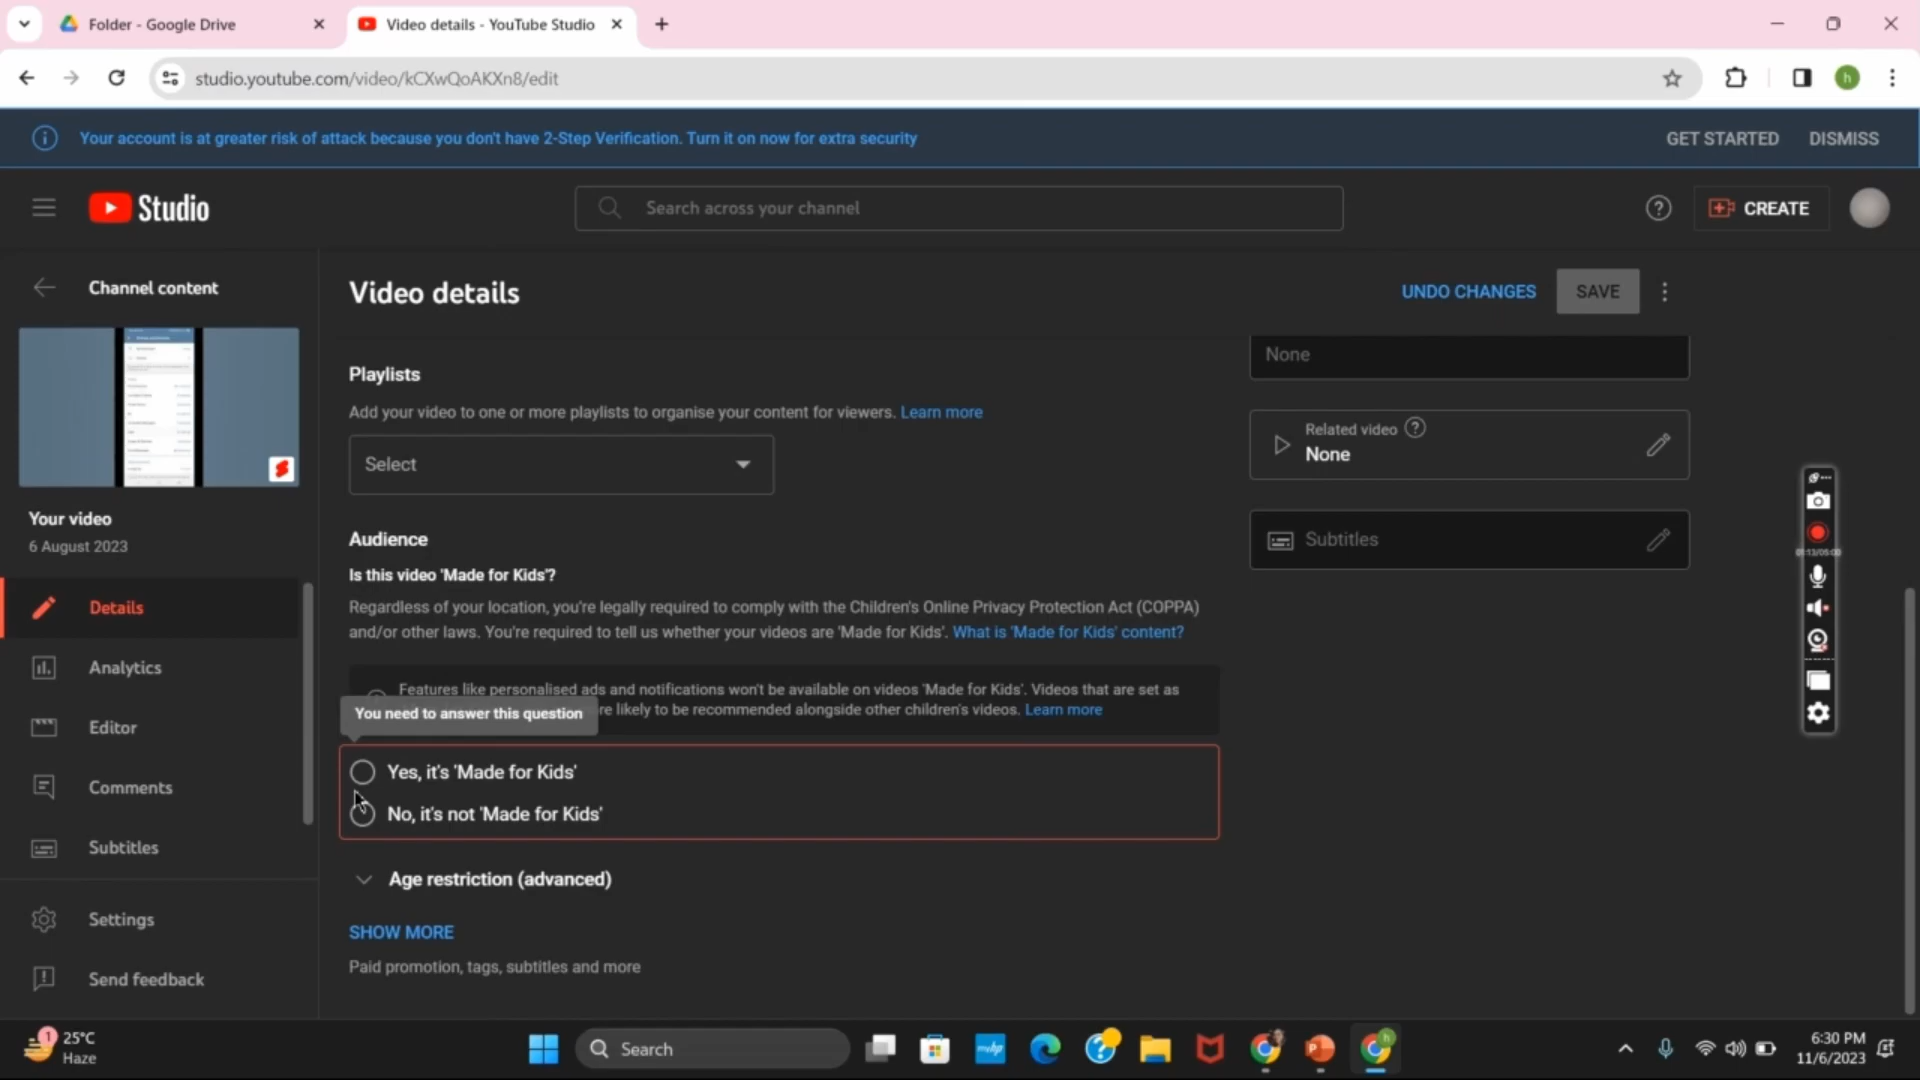 Folder - Google Drive
Video details - YouTube Studio
studio.youtube.com/video/kCXwQoAKXn8/edit
h
Your account is at greater risk of attack because you don't have 2-Step Verification. Turn it on now for extra security
GET STARTED
DISMISS
Studio
Search across your channel
CREATE
Channel content
Video details
UNDO CHANGES
SAVE
None
Playlists
Add your video to one or more playlists to organise your content for viewers. Learn more
Select
Related video
None
Your video
6 August 2023
Audience
Subtitles
Is this video 'Made for Kids'?
Regardless of your location, you're legally required to comply with the Children's Online Privacy Protection Act (COPPA)
and/or other laws. You're required to tell us whether your videos are 'Made for Kids'. What is 'Made for Kids' content?
Details
Analytics
Editor
Comments
Subtitles
Settings
Send feedback
Features like personalised ads and notifications won't be available on videos 'Made for Kids'. Videos that are set as
re likely to be recommended alongside other children's videos. Learn more
You need to answer this question
Yes, it's 'Made for Kids'
No, it's not 'Made for Kids'
Age restriction (advanced)
SHOW MORE
Paid promotion, tags, subtitles and more
1
25°C
Haze
Search
myhp
h
6:30 PM
11/6/2023